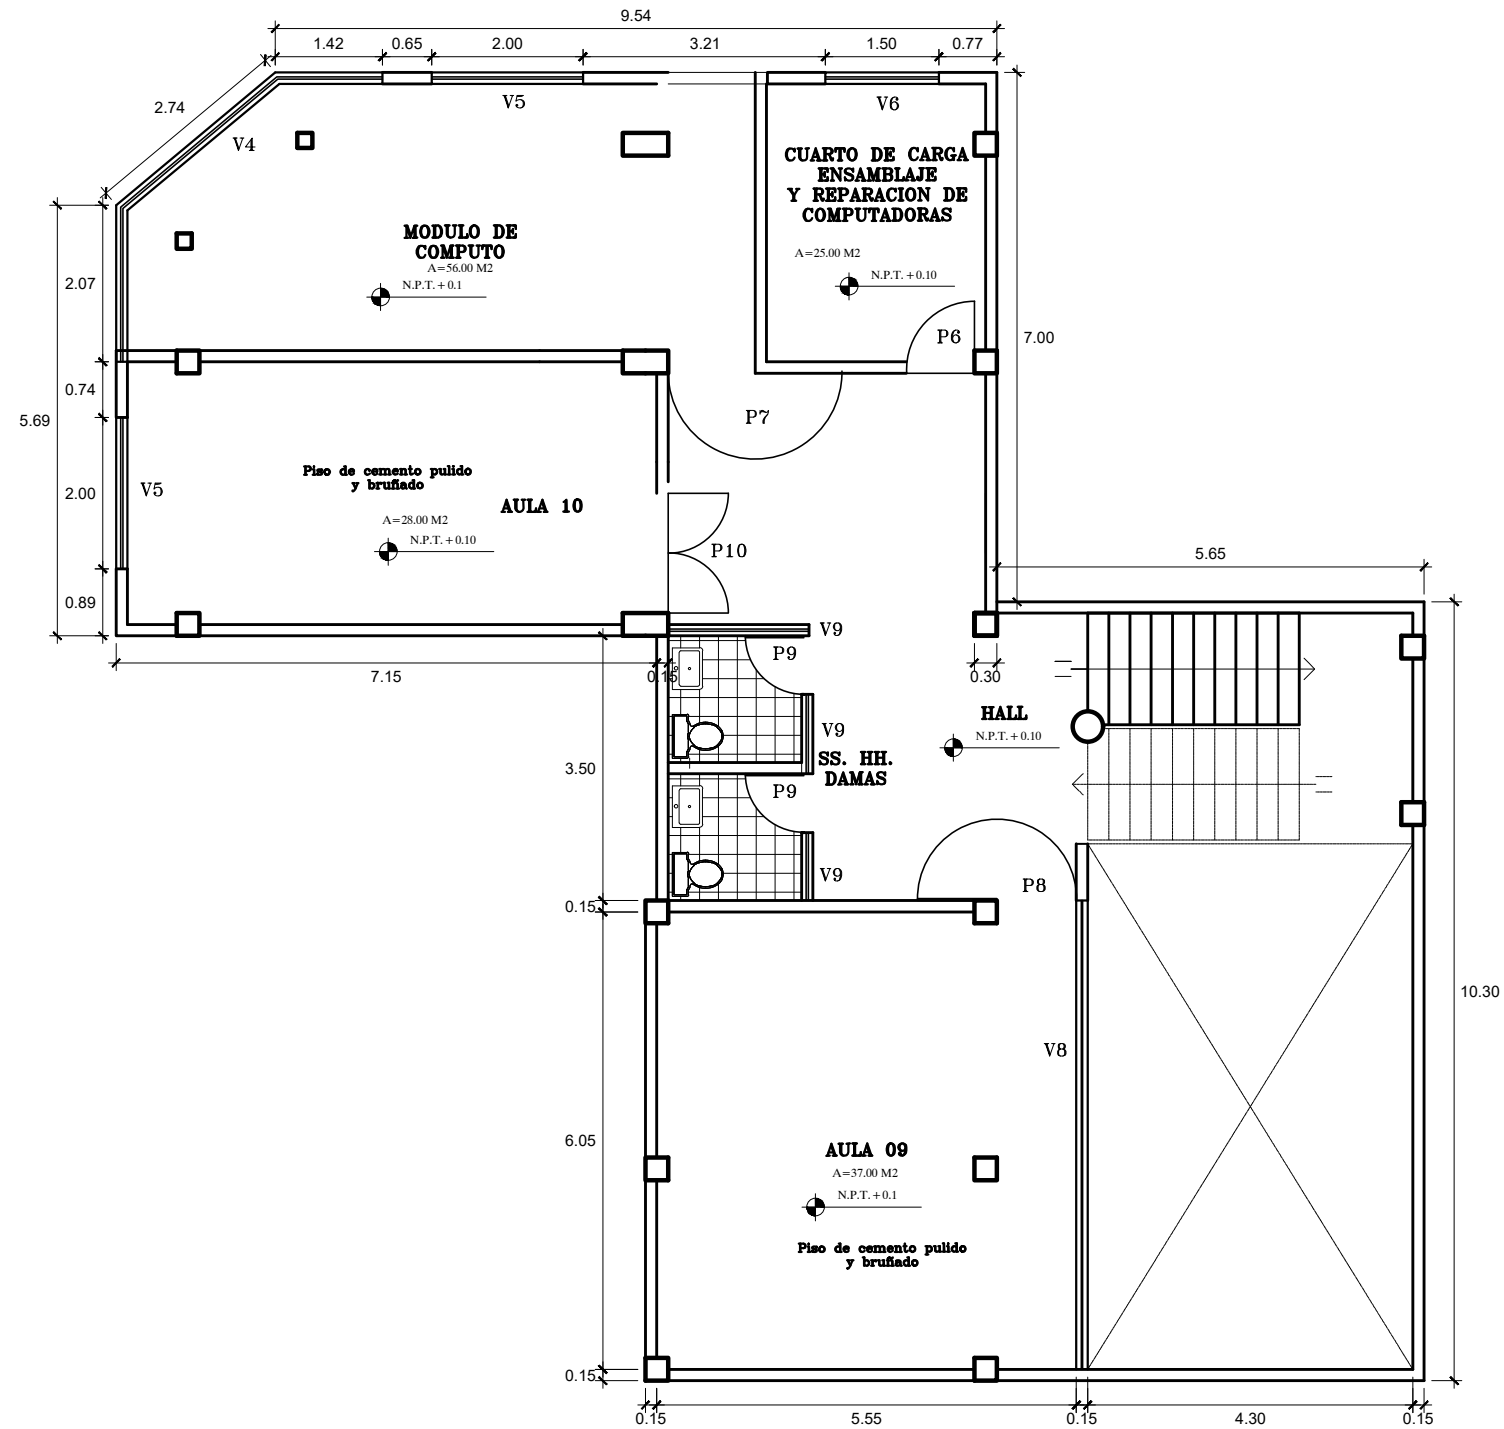 9.54
1.42
0.65
2.00
3.21
1.50
0.77
2.74
V4
V5
V6
CUARTO DE CARGA
ENSAMBLAJE
Y REPARACION DE
COMPUTADORAS
A=25.00 M2
N.P.T. + 0.10
MODULO DE
COMPUTO
A=56.00 M2
N.P.T. + 0.1
2.07
P6
7.00
0.74
5.69
P7
Piso de cemento pulido
y bruñado
V5
2.00
AULA 10
A=28.00 M2
N.P.T. + 0.10
P10
5.65
0.89
V9
P9
7.15
0.15
0.30
HALL
N.P.T. + 0.10
V9
SS. HH.
DAMAS
3.50
P9
V9
P8
0.15
10.30
V8
6.05
AULA 09
A=37.00 M2
N.P.T. + 0.1
Piso de cemento pulido
y bruñado
0.15
0.15
5.55
0.15
4.30
0.15